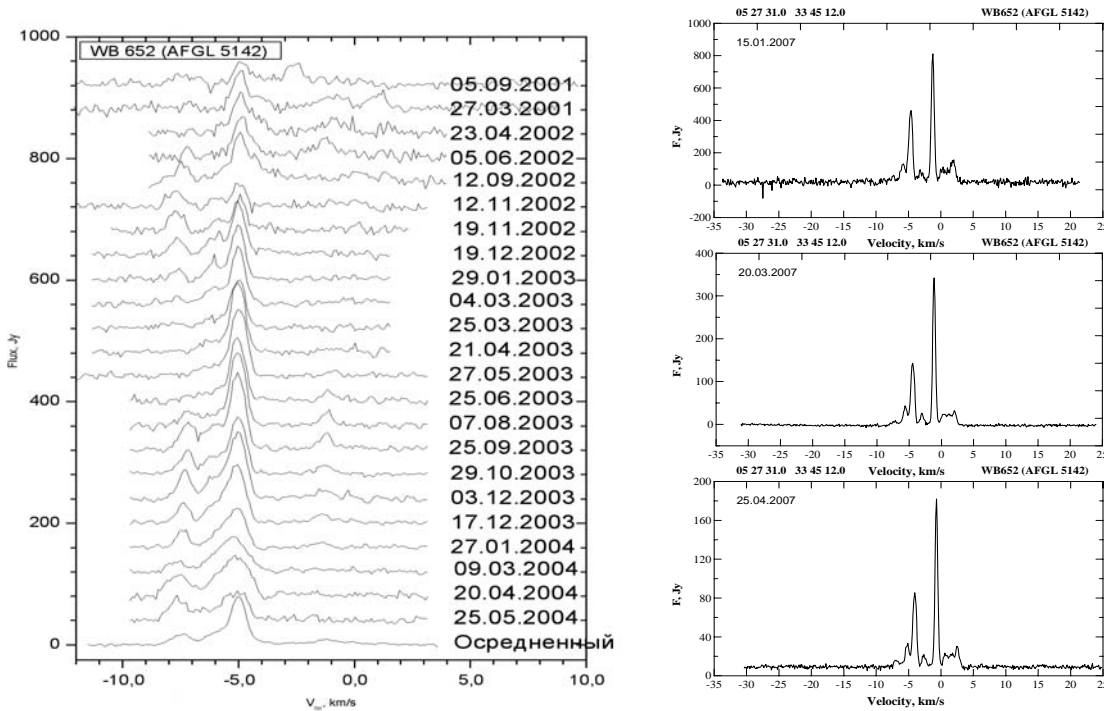 WB 652 (AFGL 5142)
1000
800
600
400
200
0
Flux, Jy
05.09.2001
27.03.2001
23.04.2002
05.06.2002
12.09.2002
12.11.2002
19.11.2002
19.12.2002
29.01.2003
04.03.2003
25.03.2003
21.04.2003
27.05.2003
25.06.2003
07.08.2003
25.09.2003
29.10.2003
03.12.2003
17.12.2003
27.01.2004
09.03.2004
20.04.2004
25.05.2004
Осредненный
-10,0 -5,0 0,0 5,0 10,0
km/s
05 27 31.0 33 45 12.0 WB652 (AFGL 5142)
15.01.2007
1000
800
600
400
200
0
-200
F, Jy
-35 -30 -25 -20 -15 -10 -5 0 5 10 15 20 25
Velocity, km/s
05 27 31.0 33 45 12.0 WB652 (AFGL 5142)
20.03.2007
400
300
200
100
0
F, Jy
-35 -30 -25 -20 -15 -10 -5 0 5 10 15 20 25
Velocity, km/s
05 27 31.0 33 45 12.0 WB652 (AFGL 5142)
25.04.2007
200
160
120
80
40
0
F, Jy
-35 -30 -25 -20 -15 -10 -5 0 5 10 15 20 25
Velocity, km/s